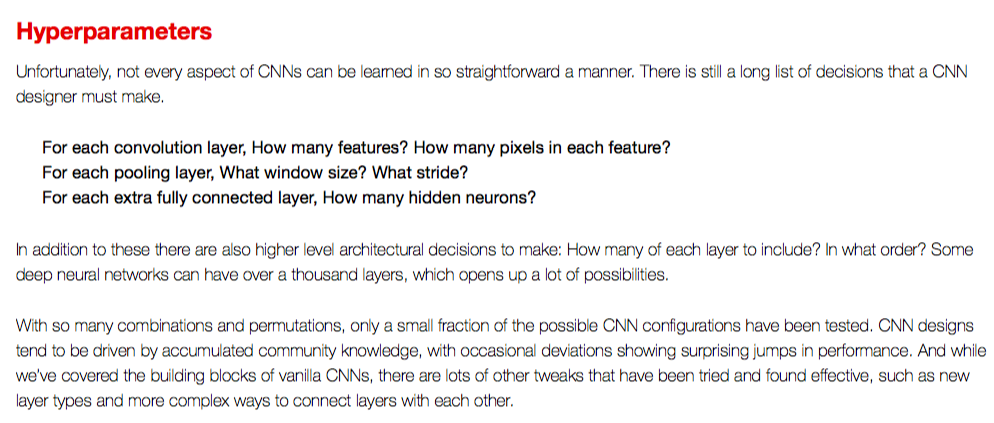 Hyperparameters
Unfortunately, not every aspect of CNNs can be learned in so straightforward a manner. There is still a long list of decisions that a CNN
designer must make.
For each convolution layer, How many features? How many pixels in each feature?
For each pooling layer, What window size? What stride?
For each extra fully connected layer, How many hidden neurons?
In addition to these there are also higher level architectural decisions to make: How many of each layer to include? In what order? Some
deep neural networks can have over a thousand layers, which opens up a lot of possibilities.
With so many combinations and permutations, only a small fraction of the possible CNN configurations have been tested. CNN designs
tend to be driven by accumulated community knowledge, with occasional deviations showing surprising jumps in performance. And while
we've covered the building blocks of vanilla CNNs, there are lots of other tweaks that have been tried and found effective, such as new
layer types and more complex ways to connect layers with each other.